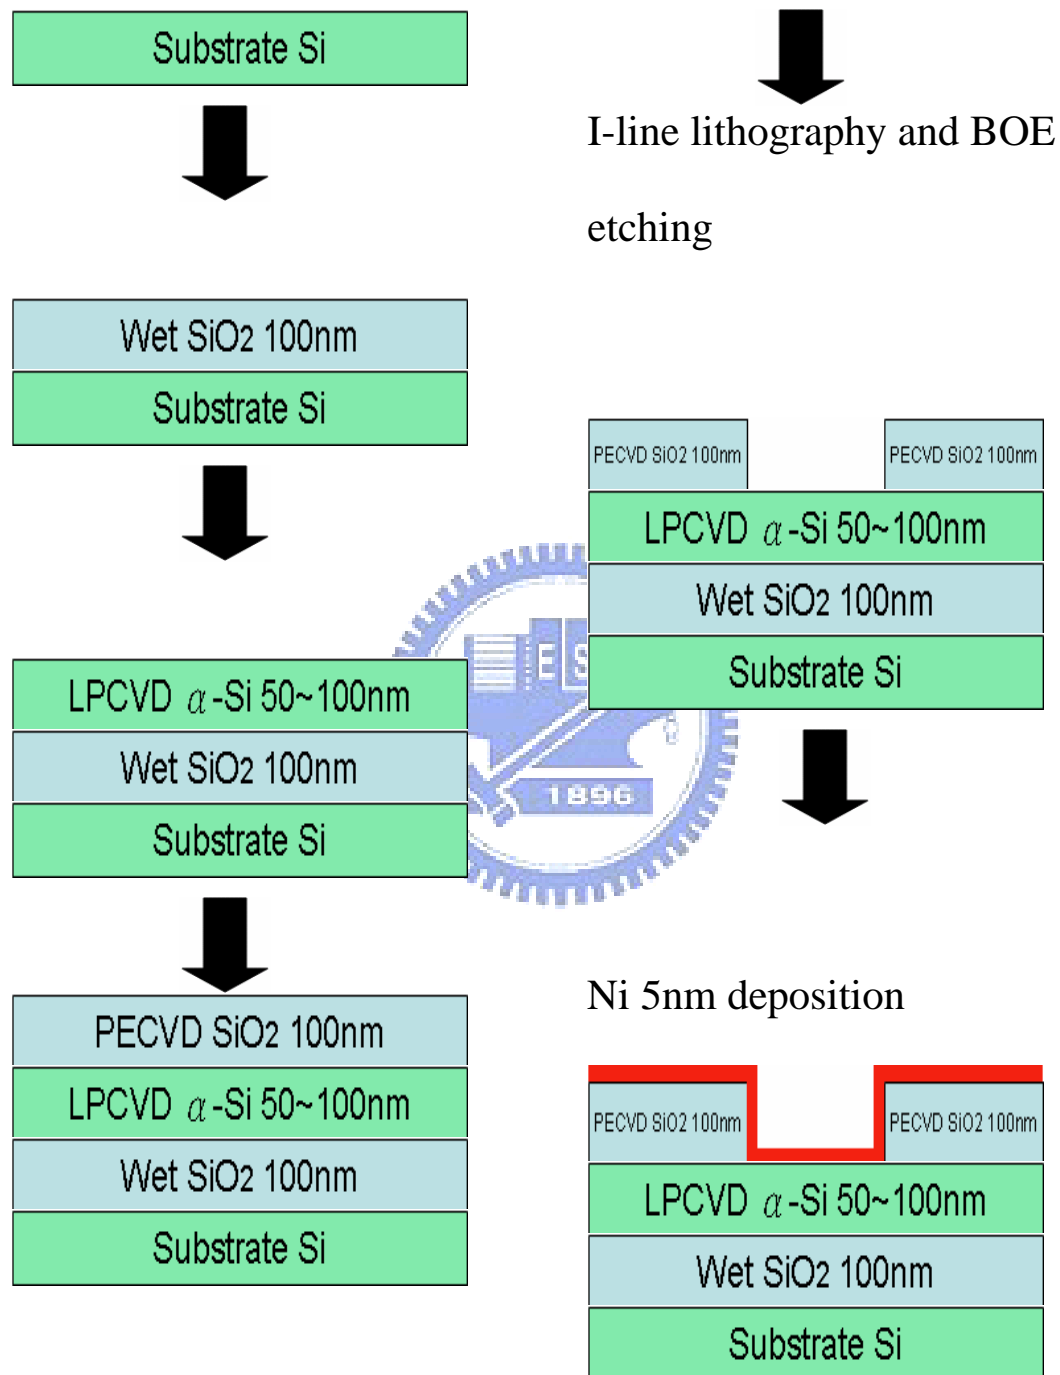 Substrate Si
Wet SiO2 100nm
Substrate Si
LPCVD α-Si 50~100nm
Wet SiO2 100nm
Substrate Si
PECVD SiO2 100nm
LPCVD α-Si 50~100nm
Wet SiO2 100nm
Substrate Si
I-line lithography and BOE
etching
PECVD SiO2 100nm PECVD SiO2 100nm
LPCVD α-Si 50~100nm
Wet SiO2 100nm
Substrate Si
E S
1896
Ni 5nm deposition
PECVD SiO2 100nm PECVD SiO2 100nm
LPCVD α-Si 50~100nm
Wet SiO2 100nm
Substrate Si